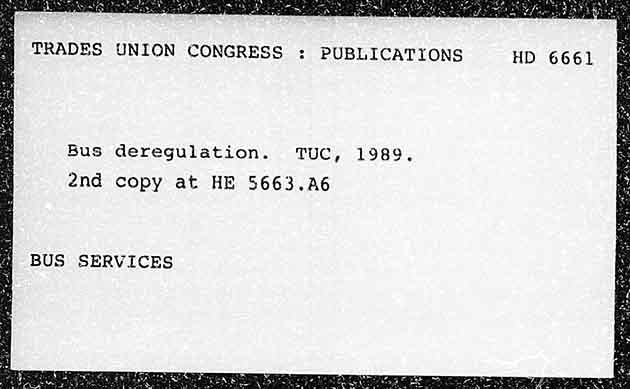 TRADES UNION CONGRESS : PUBLICATIONS HD 6661
Bus deregulation. TUC, 1989.
2nd copy at HE 5663.A6
BUS SERVICES